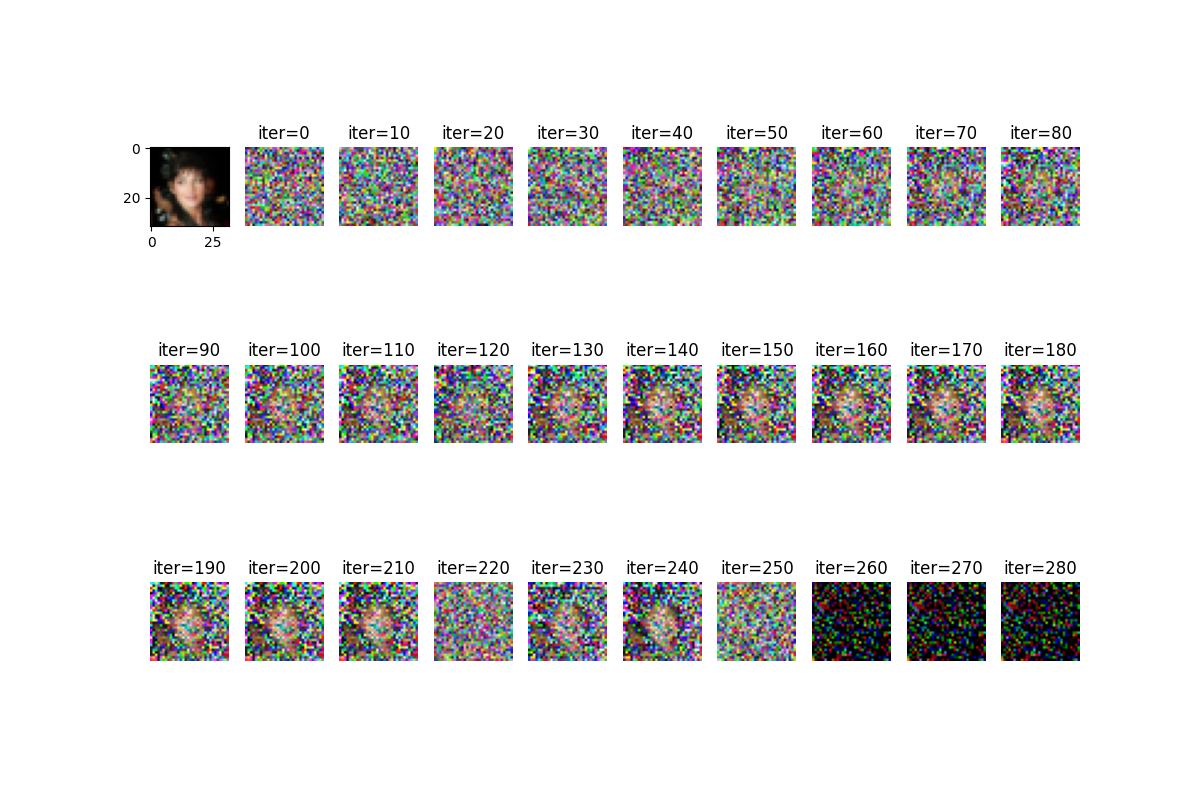 iter=0 iter=10 iter=20 iter=30 iter=40 iter=50 iter=60 iter=70 iter=80
0
20
0 25
iter=90 iter=100 iter=110 iter=120 iter=130 iter=140 iter=150 iter=160 iter=170 iter=180
iter=190 iter=200 iter=210 iter=220 iter=230 iter=240 iter=250 iter=260 iter=270 iter=280